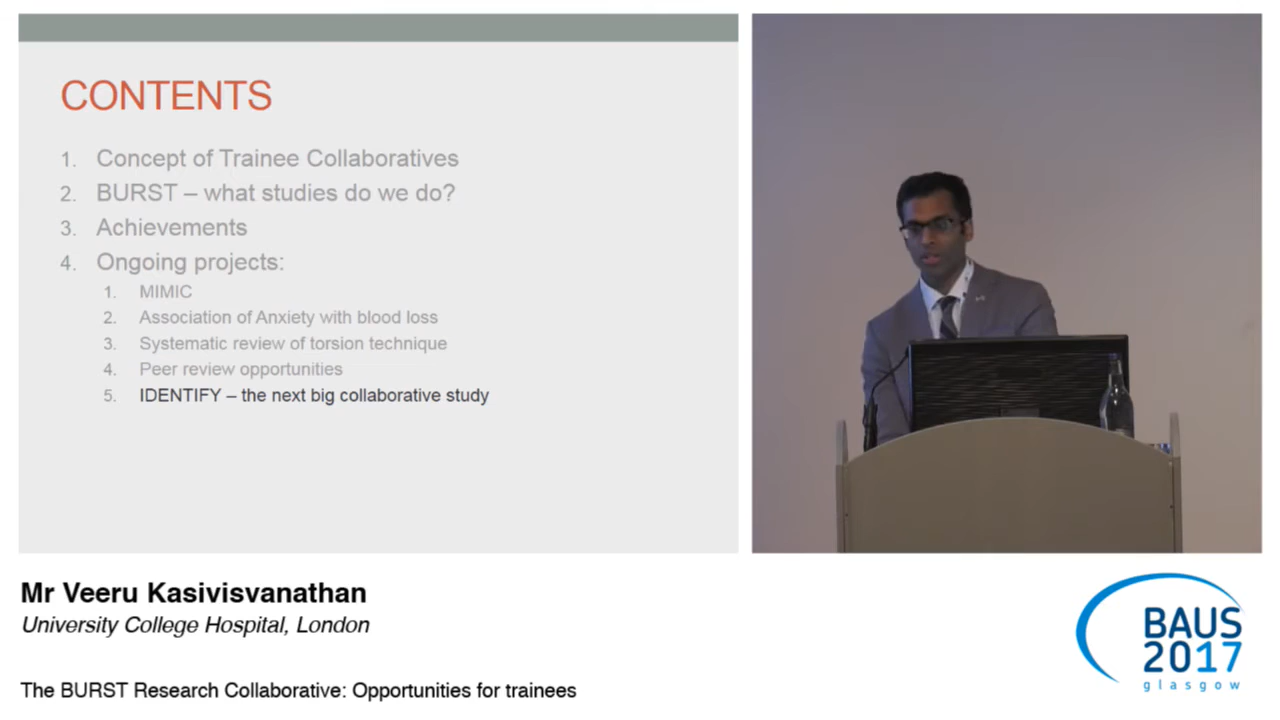 CONTENTS
1. Concept of Trainee Collaboratives
2. BURST – what studies do we do?
3. Achievements
4. Ongoing projects:
1. MIMIC
2. Association of Anxiety with blood loss
3. Systematic review of torsion technique
4. Peer review opportunities
5. IDENTIFY – the next big collaborative study
Mr Veeru Kasivisvanathan
University College Hospital, London
The BURST Research Collaborative: Opportunities for trainees
BAUS
2017
glasgow